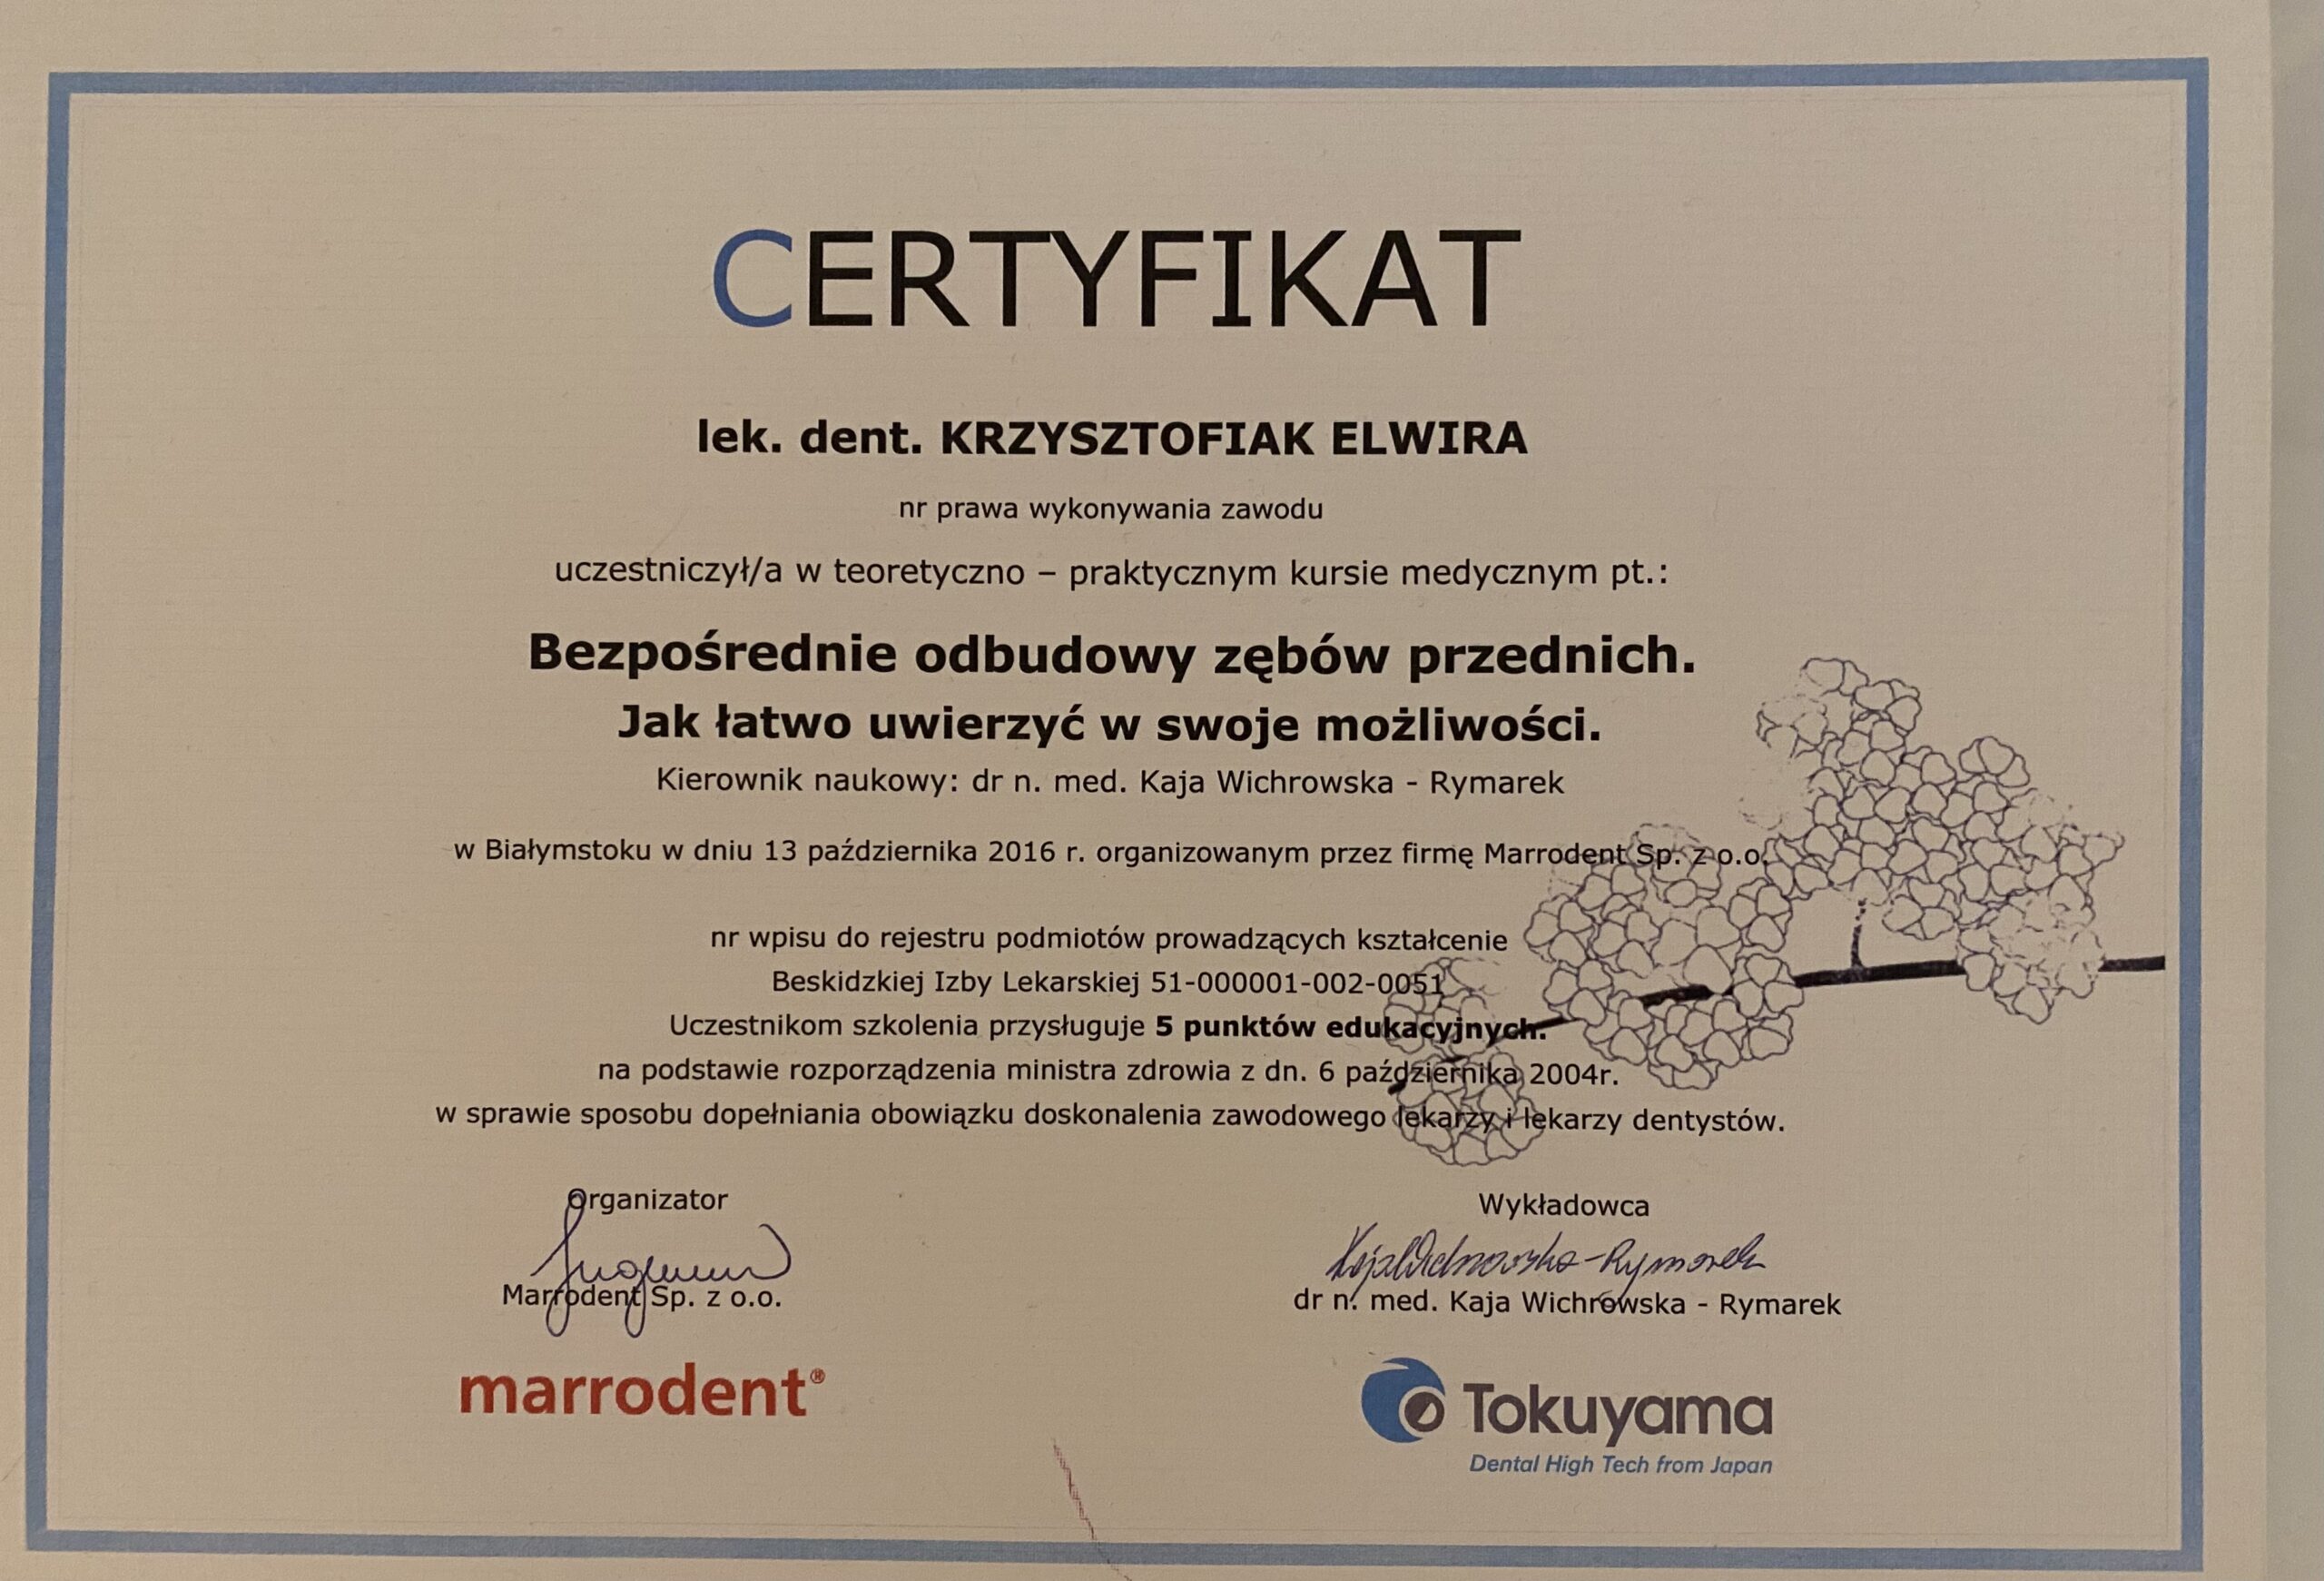 CERTYFIKAT
lek. dent. KRZYSZTOFIAK ELWIRA
nr prawa wykonywania zawodu
uczestniczył/a w teoretyczno – praktycznym kursie medycznym pt.:
Bezpośrednie odbudowy zębów przednich.
Jak łatwo uwierzyć w swoje możliwości.
Kierownik naukowy: dr n. med. Kaja Wichrowska - Rymarek
w Białymstoku w dniu 13 października 2016 r. organizowanym przez firmę Marrodent Sp. z o.o.
nr wpisu do rejestru podmiotów prowadzących kształcenie
Beskidzkiej Izby Lekarskiej 51-000001-002-0051
Uczestnikom szkolenia przysługuje 5 punktów edukacyjnych.
na podstawie rozporządzenia ministra zdrowia z dn. 6 października 2004r.
w sprawie sposobu dopełniania obowiązku doskonalenia zawodowego lekarzy i lekarzy dentystów.
Organizator
Marrodent Sp. z o.o.
marrodent®
Wykładowca
Kaja Wichrowska-Rymarek
dr n. med. Kaja Wichrowska - Rymarek
Tokuyama
Dental High Tech from Japan